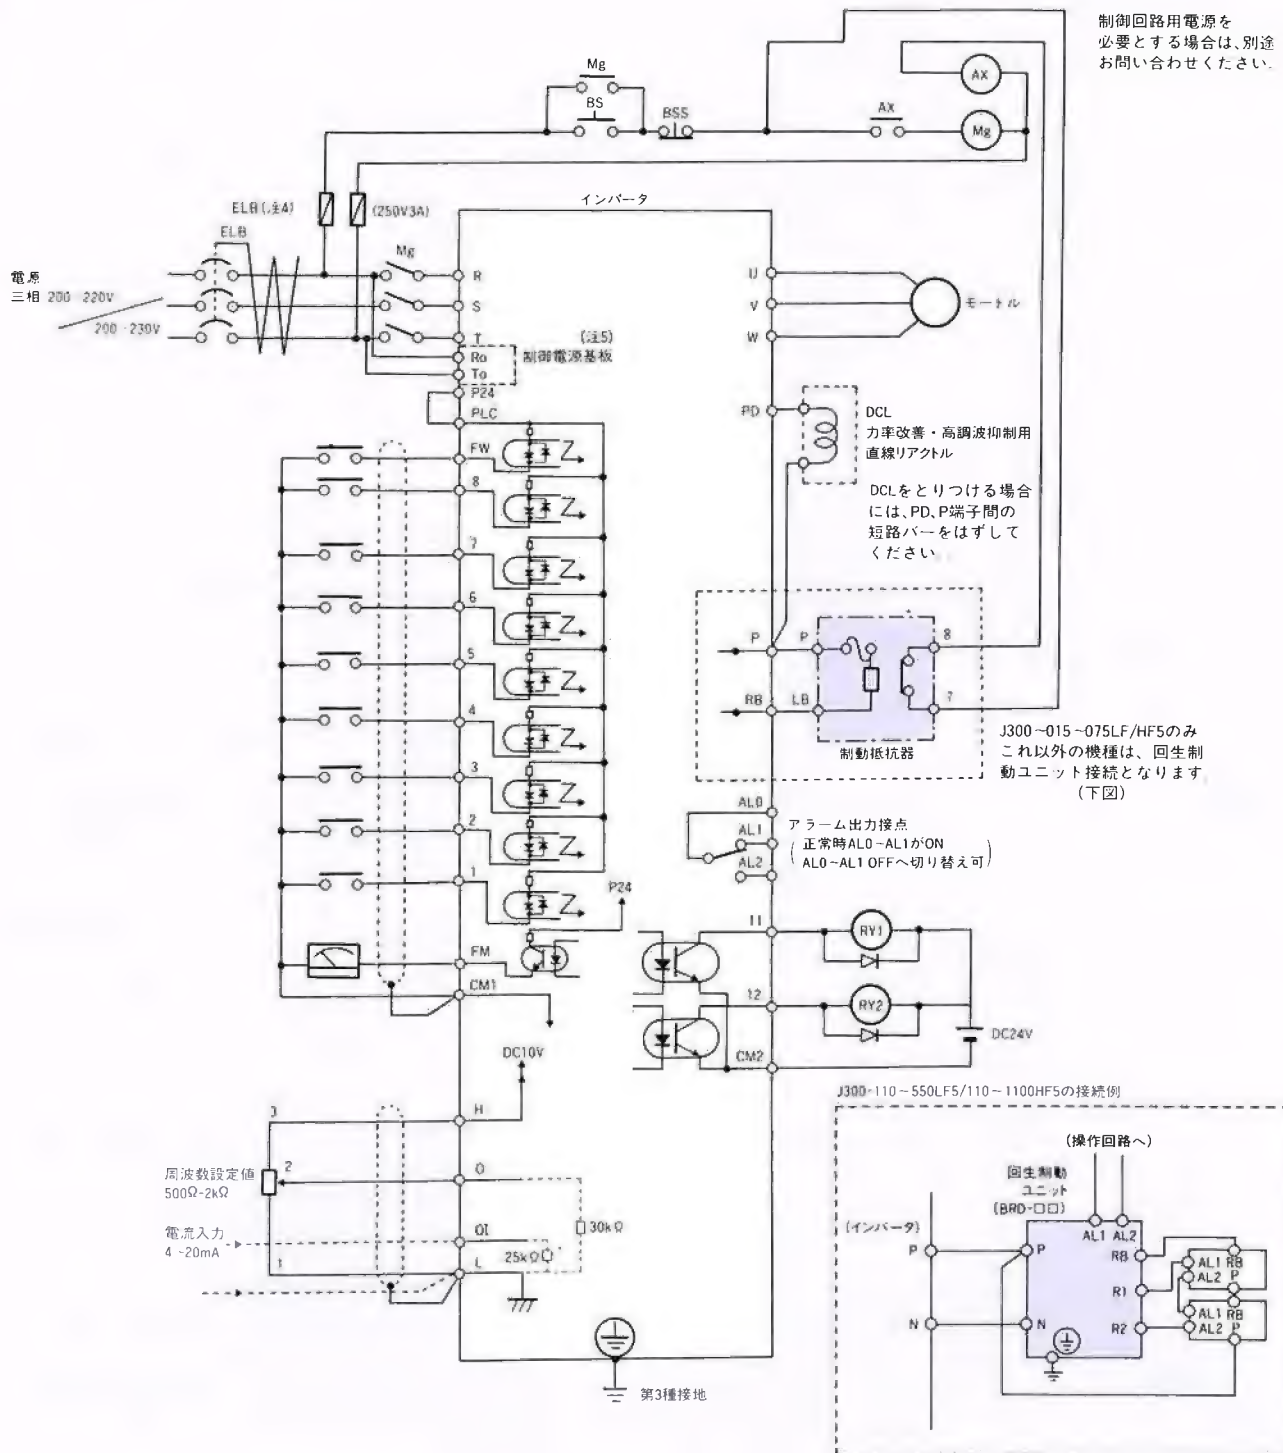 制御回路用電源を
必要とする場合は、別途
お問い合わせください.
Mg
BS
BSS
AX
AX
Mg
ELB(注4)
(250V3A)
インバータ
ELB
Mg
電源
三相 200-220V
200-230V
R
S
T
Ro
To
P24
PLC
(注5)
制御電源基板
U
V
W
モートル
PD
DCL
力率改善・高調波抑制用
直線リアクトル
DCLをとりつける場合
には、PD、P端子間の
短絡バーをはずして
ください
FW
8
7
6
5
4
3
2
1
P24
FM
CM1
P
P
8
RB
LB
7
制動抵抗器
J300~015~075LF/HF5のみ
これ以外の機種は、回生制
動ユニット接続となります
(下図)
AL0
AL1
AL2
アラーム出力接点
正常時AL0-AL1がON
AL0~AL1 OFFへ切り替え可
11
RY1
12
RY2
CM2
DC24V
DC10V
3
H
周波数設定値
500Ω-2kΩ
2
O
30kΩ
電流入力
4~20mA
OI
25kΩ
1
L
第3種接地
J300-110~550LF5/110~1100HF5の接続例
(操作回路へ)
回生制動
ユニット
(BRD-口口)
(インバータ)
AL1 AL2
P
P
RB
AL1 RB
AL2 P
R1
AL1 RB
AL2 P
N
N
R2